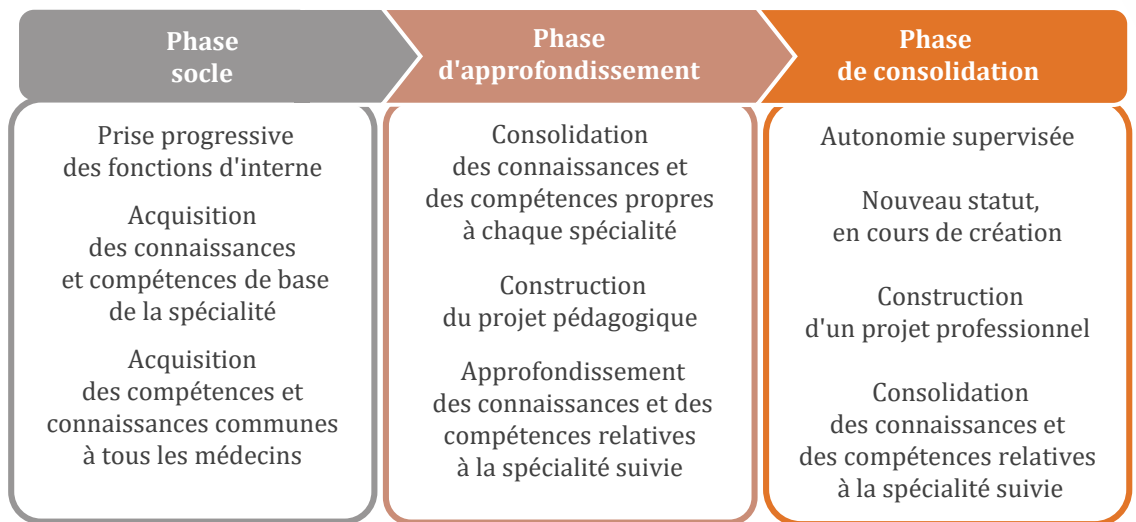 Phase
socle
Prise progressive
des fonctions d'interne
Acquisition
des connaissances
et compétences de base
de la spécialité
Acquisition
des compétences et
connaissances communes
à tous les médecins
Phase
d'approfondissement
Consolidation
des connaissances et
des compétences propres
à chaque spécialité
Construction
du projet pédagogique
Approfondissement
des connaissances et des
compétences relatives
à la spécialité suivie
Phase
de consolidation
Autonomie supervisée
Nouveau statut,
en cours de création
Construction
d'un projet professionnel
Consolidation
des connaissances et
des compétences relatives
à la spécialité suivie